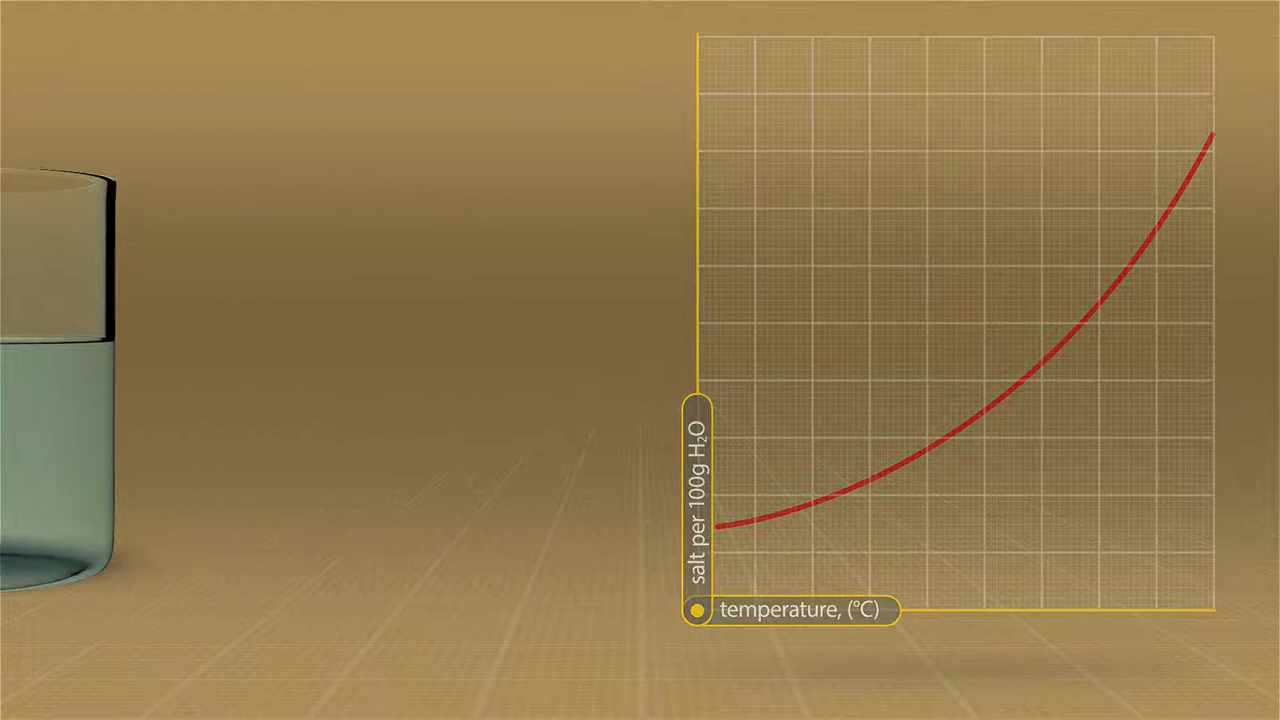 salt per 100g H₂O
temperature, (°C)